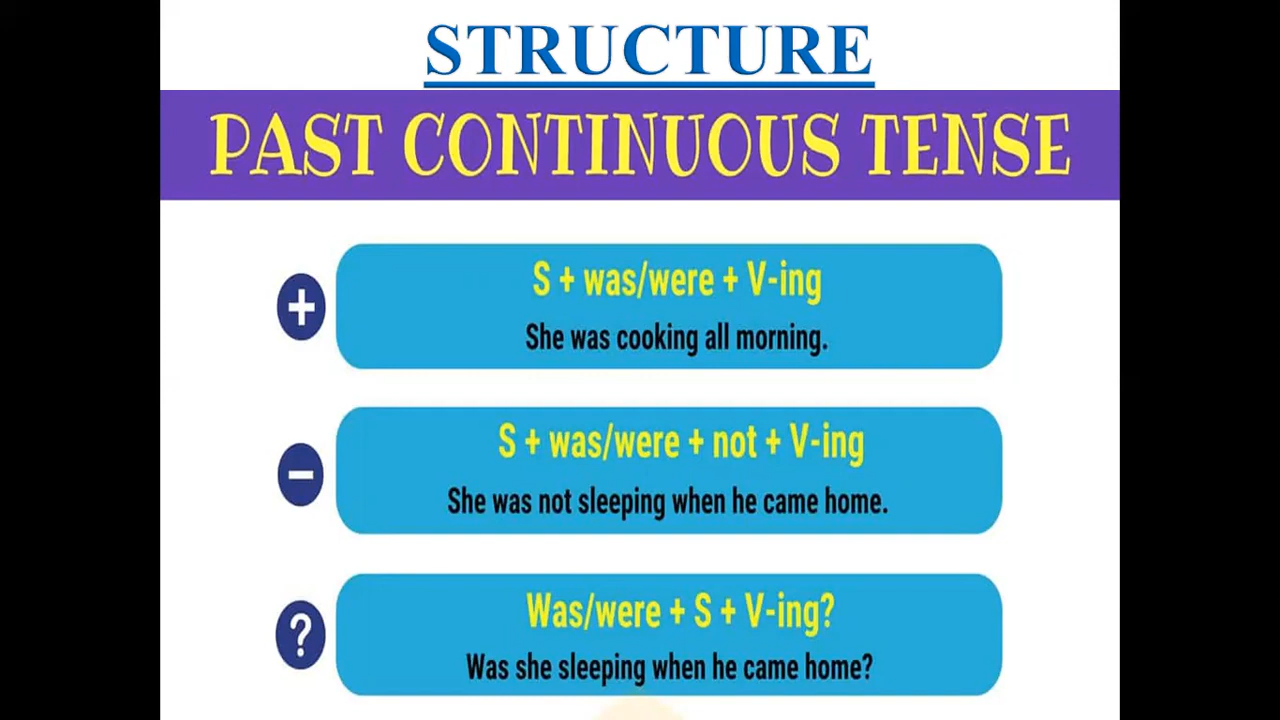 STRUCTURE
PAST CONTINUOUS TENSE
+
S + was/were + V-ing
She was cooking all morning.
−
S + was/were + not + V-ing
She was not sleeping when he came home.
?
Was/were + S + V-ing?
Was she sleeping when he came home?